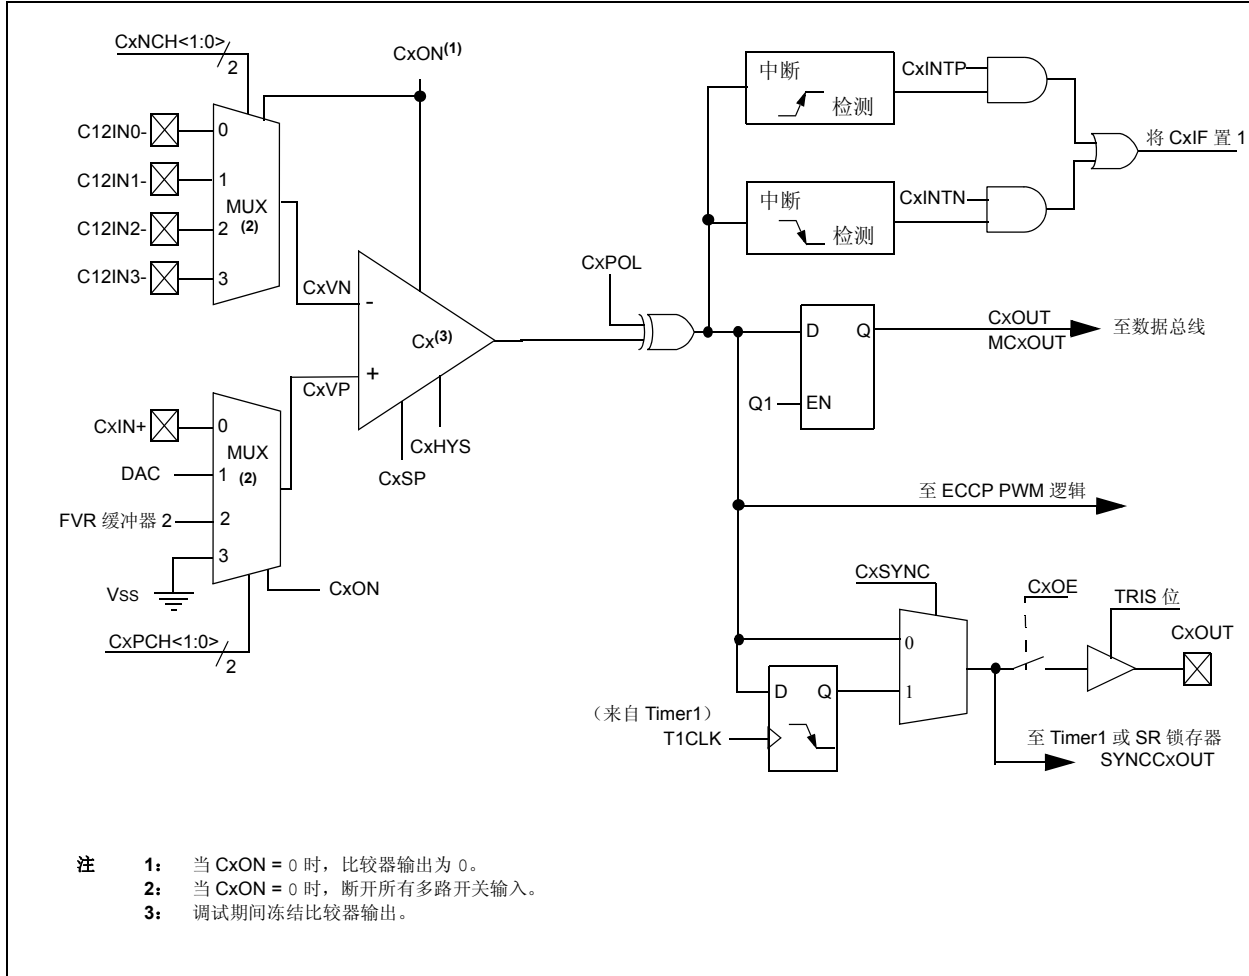 CxNCH<1:0>
2
CxON(1)
C12IN0-
C12IN1-
C12IN2-
C12IN3-
0
1
2
3
MUX
(2)
CxVN
-
Cx(3)
+
CxVP
CxHYS
CxSP
CxIN+
DAC
FVR 缓冲器 2
VSS
0
1
2
3
MUX
(2)
CxON
CxPCH<1:0>
2
CxPOL
中断
检测
CxINTP
中断
检测
CxINTN
将 CxIF 置 1
D
Q
Q1
EN
CxOUT
MCxOUT
至数据总线
至 ECCP PWM 逻辑
CxSYNC
0
1
D
Q
（来自 Timer1）
T1CLK
CxOE
TRIS 位
CxOUT
至 Timer1 或 SR 锁存器
SYNCCxOUT
注 1： 当 CxON = 0 时，比较器输出为 0。
2： 当 CxON = 0 时，断开所有多路开关输入。
3： 调试期间冻结比较器输出。